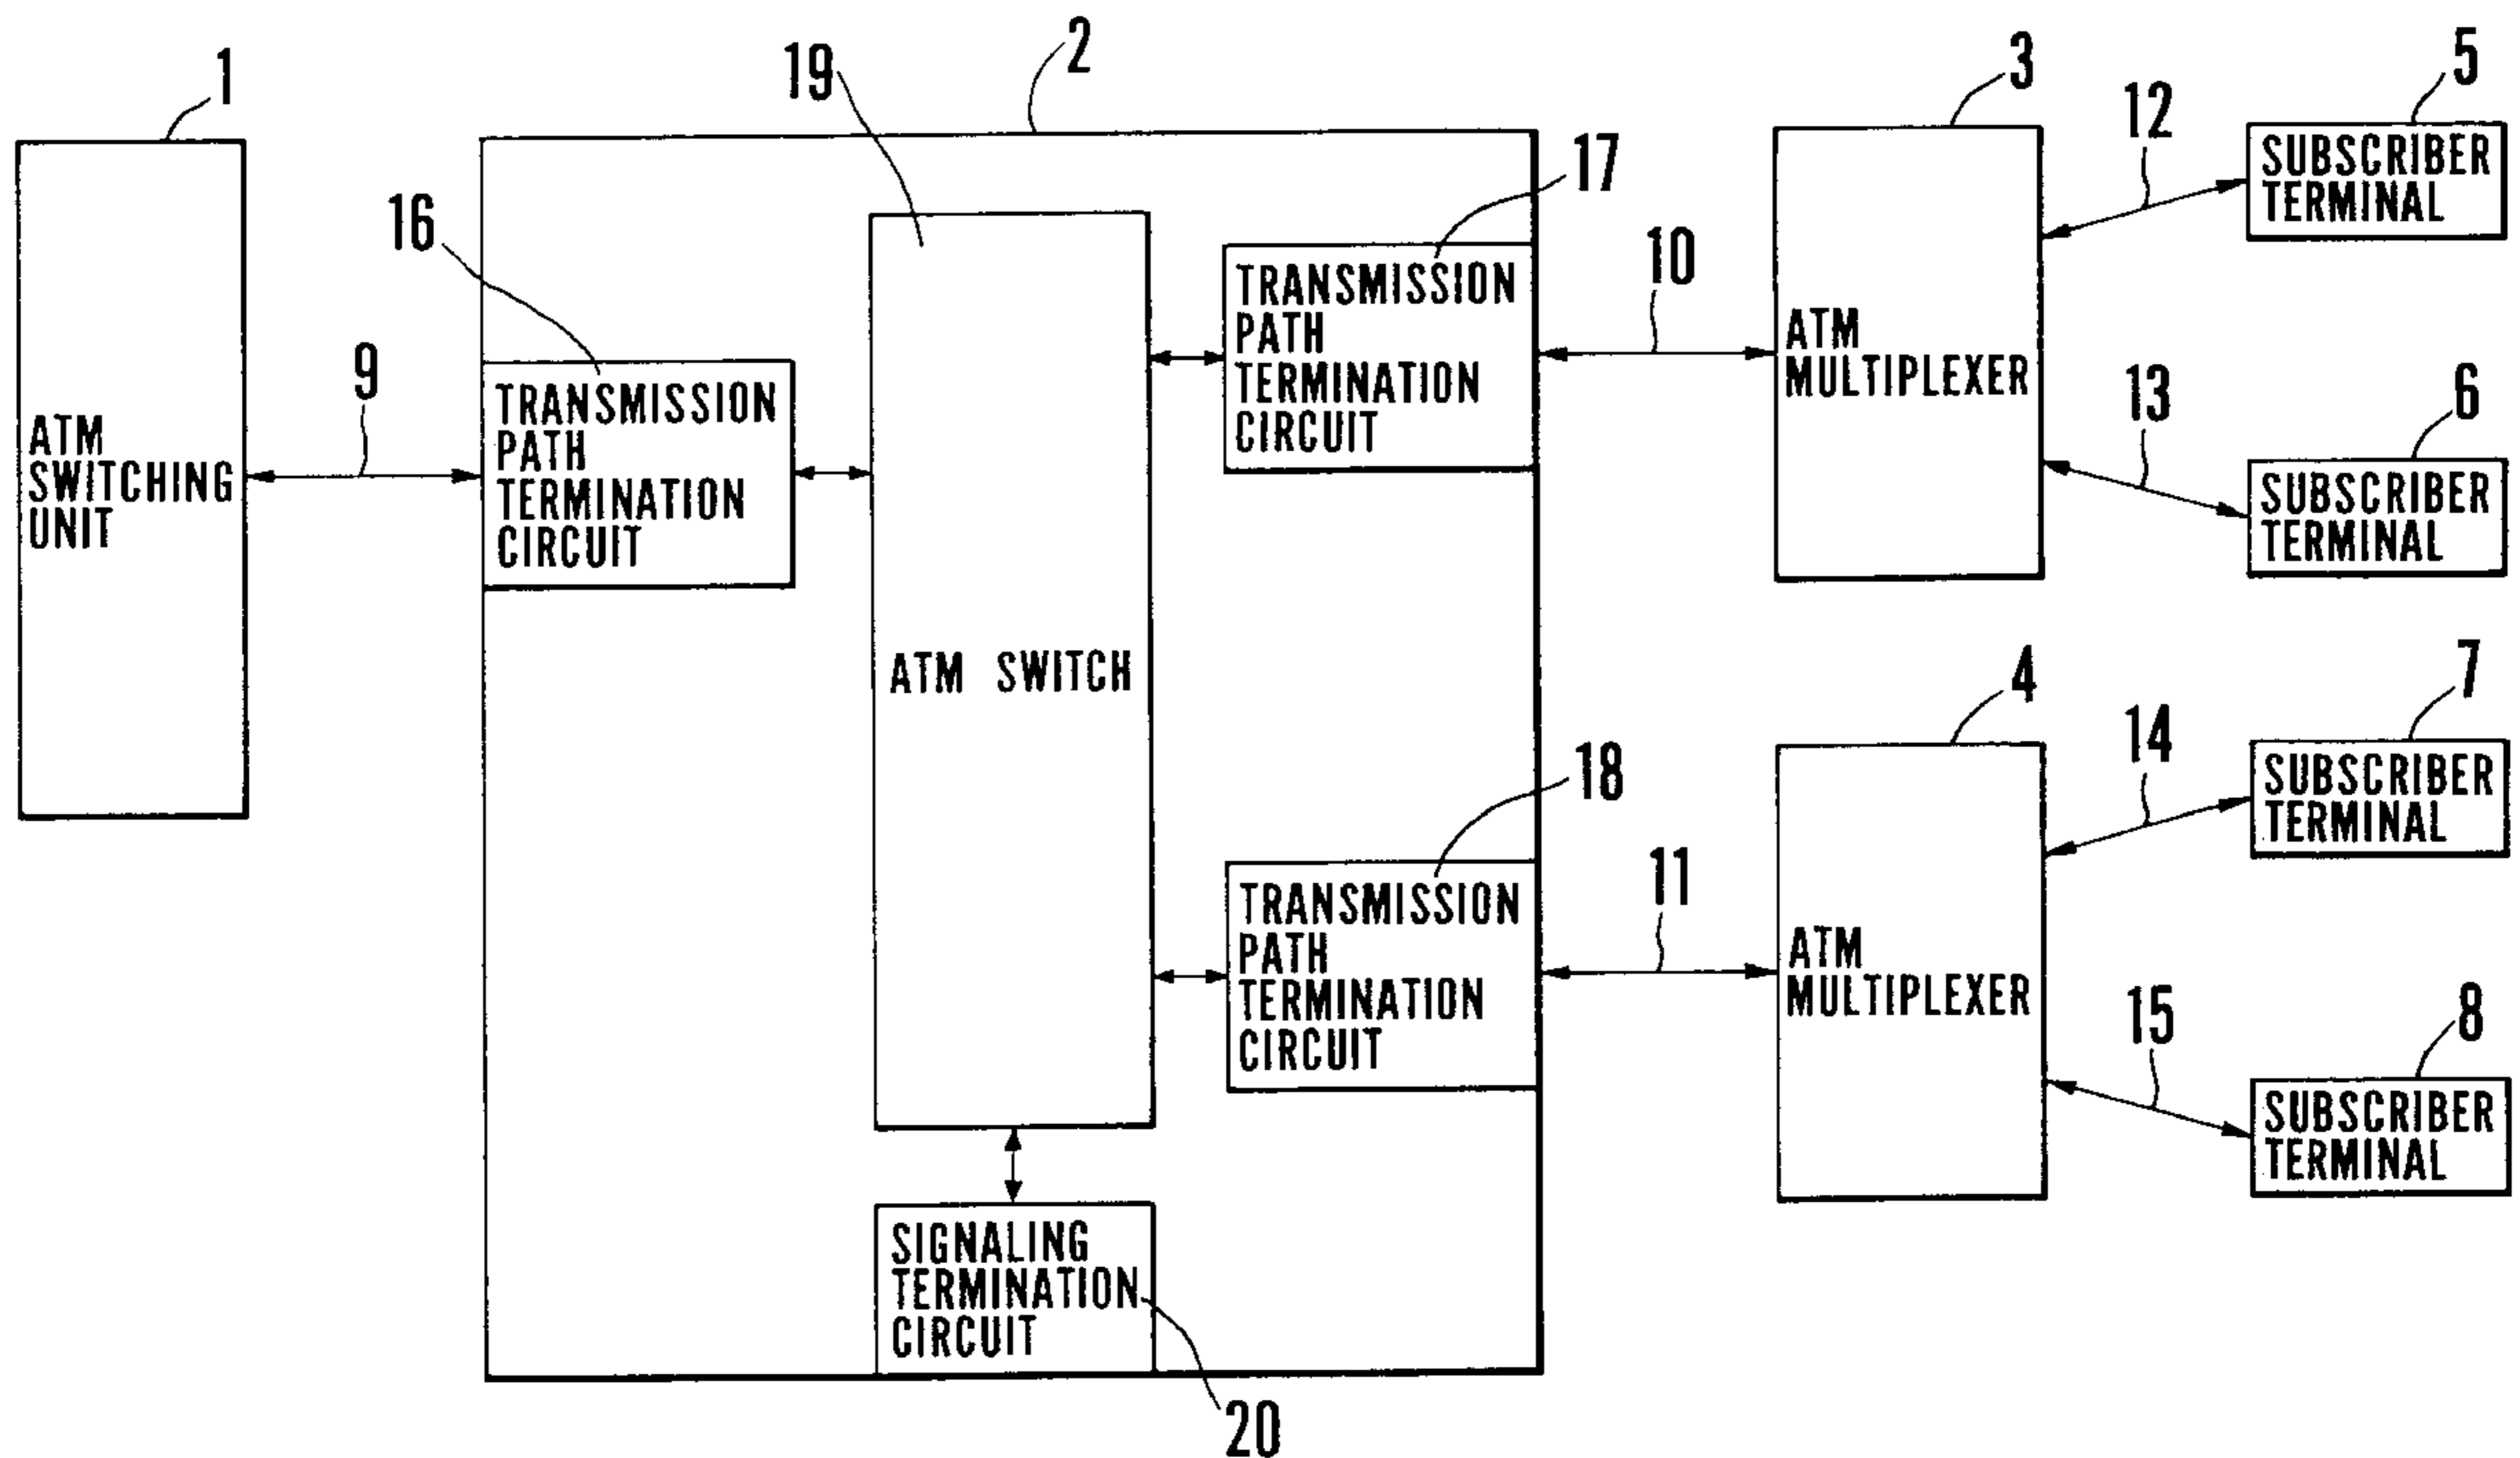 1
2
19
3
5
12
17
16
10
9
13
6
ATM
SWITCHING
UNIT
TRANSMISSION
PATH
TERMINATION
CIRCUIT
ATM SWITCH
TRANSMISSION
PATH
TERMINATION
CIRCUIT
ATM
MULTIPLEXER
SUBSCRIBER
TERMINAL
SUBSCRIBER
TERMINAL
18
4
14
7
11
15
8
TRANSMISSION
PATH
TERMINATION
CIRCUIT
ATM
MULTIPLEXER
SUBSCRIBER
TERMINAL
SUBSCRIBER
TERMINAL
SIGNALING
TERMINATION
CIRCUIT
20